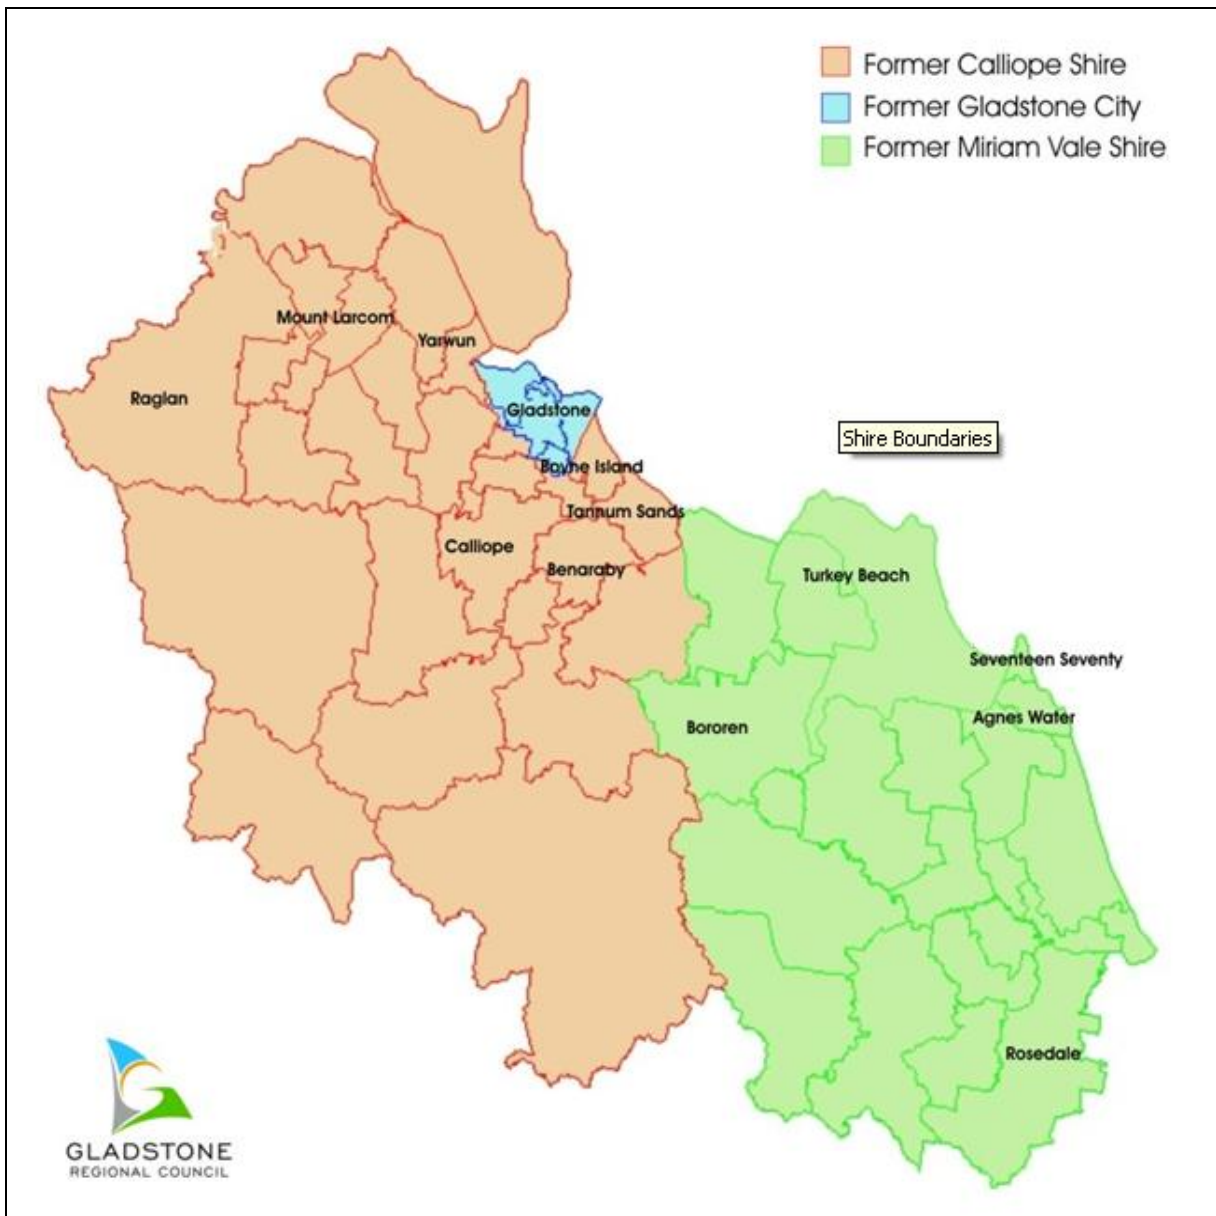 Former Calliope Shire
Former Gladstone City
Former Miriam Vale Shire
Mount Larcom
Yarwun
Raglan
Gladstone
Shire Boundaries
Boyne Island
Tannum Sands
Calliope
Benaraby
Turkey Beach
Seventeen Seventy
Agnes Water
Bororen
Rosedale
GLADSTONE
REGIONAL COUNCIL